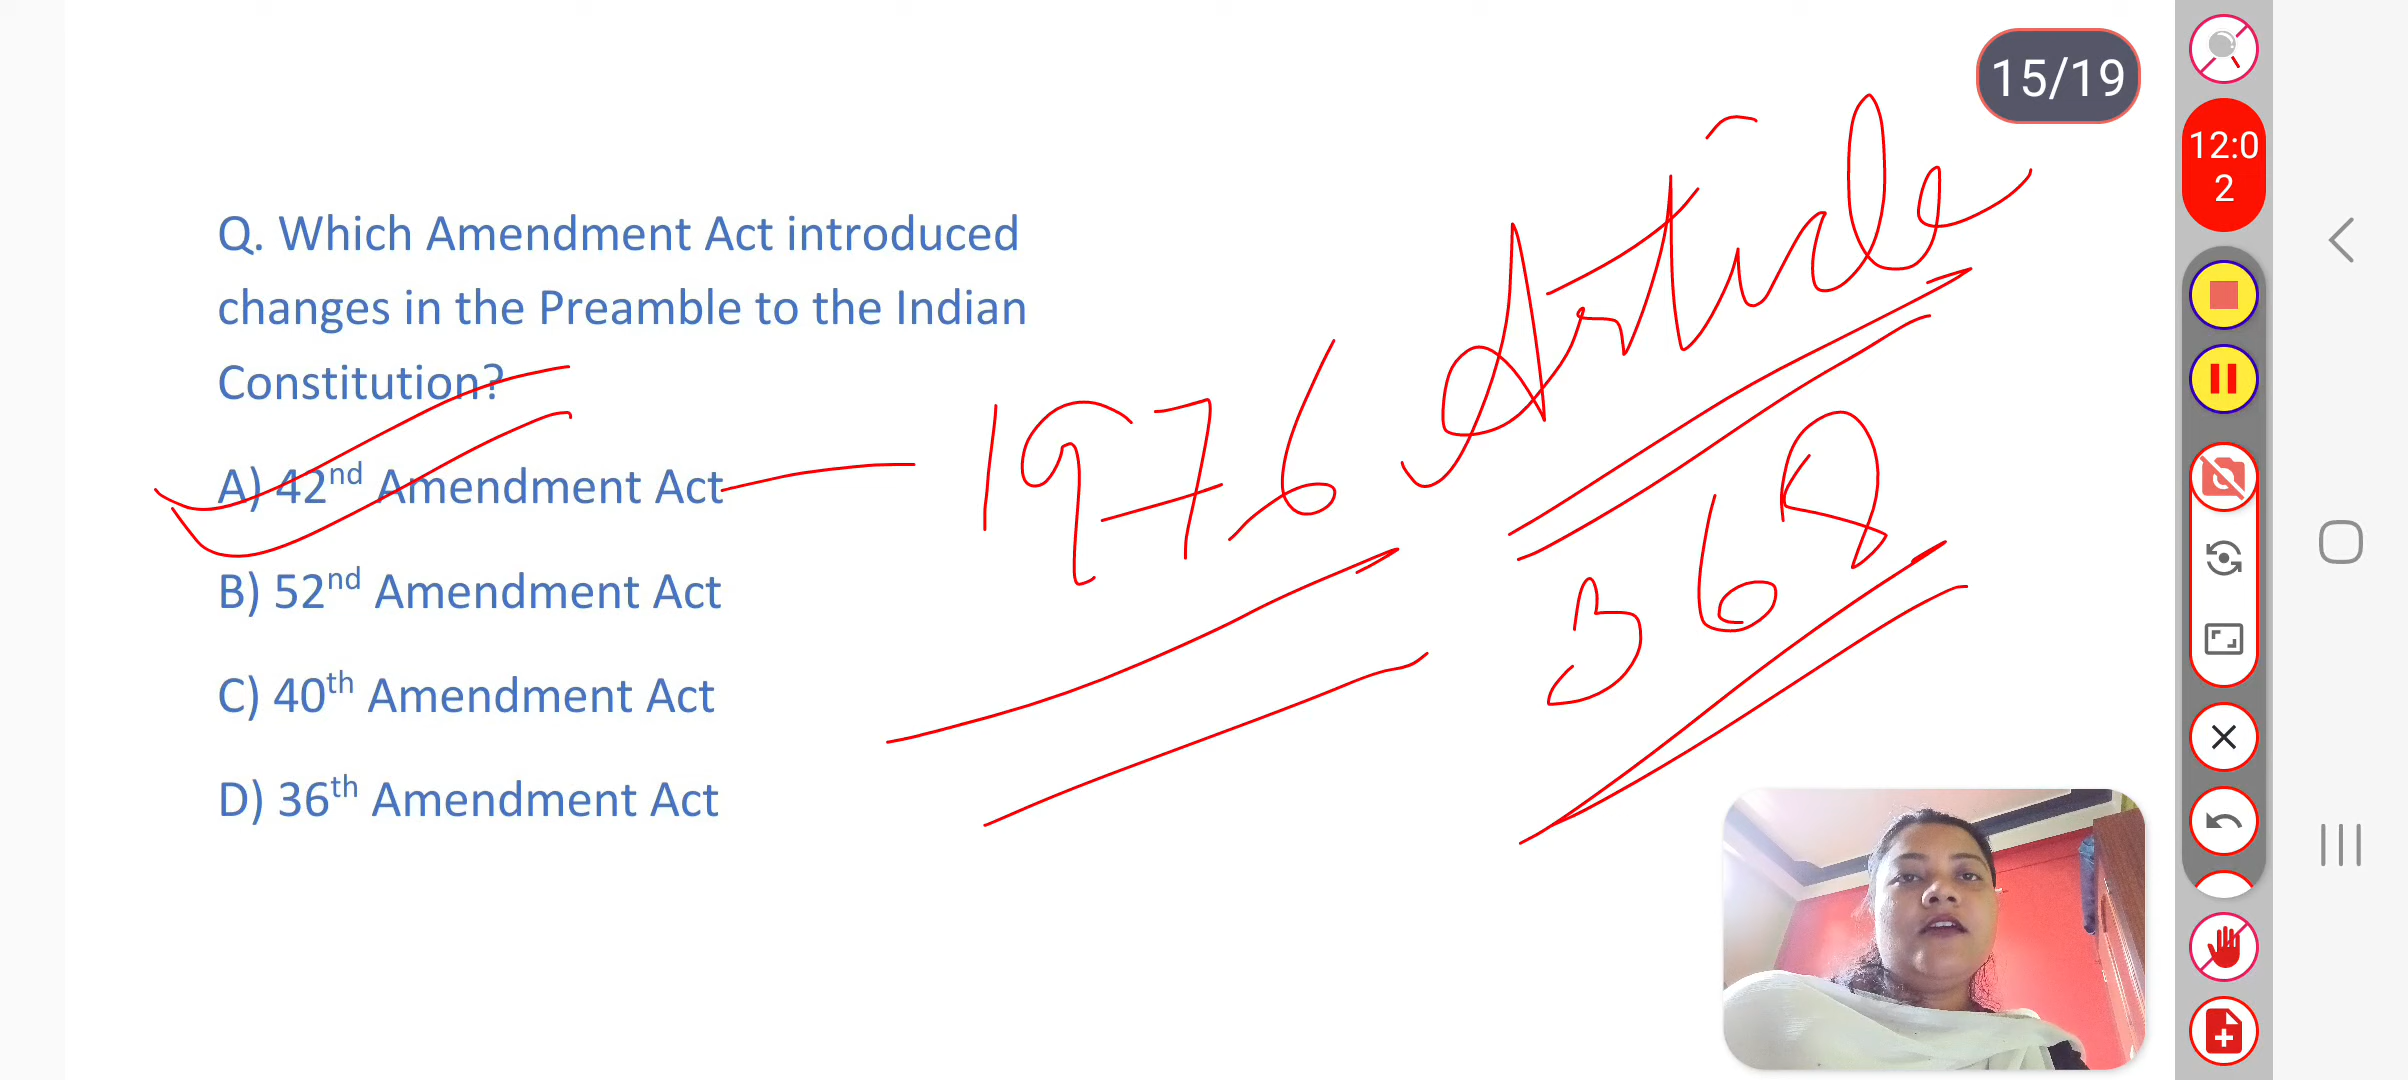 15/19
12:0
2
Q. Which Amendment Act introduced
changes in the Preamble to the Indian
Constitution?
A) 42nd Amendment Act
B) 52nd Amendment Act
C) 40th Amendment Act
D) 36th Amendment Act
1976
Article
368